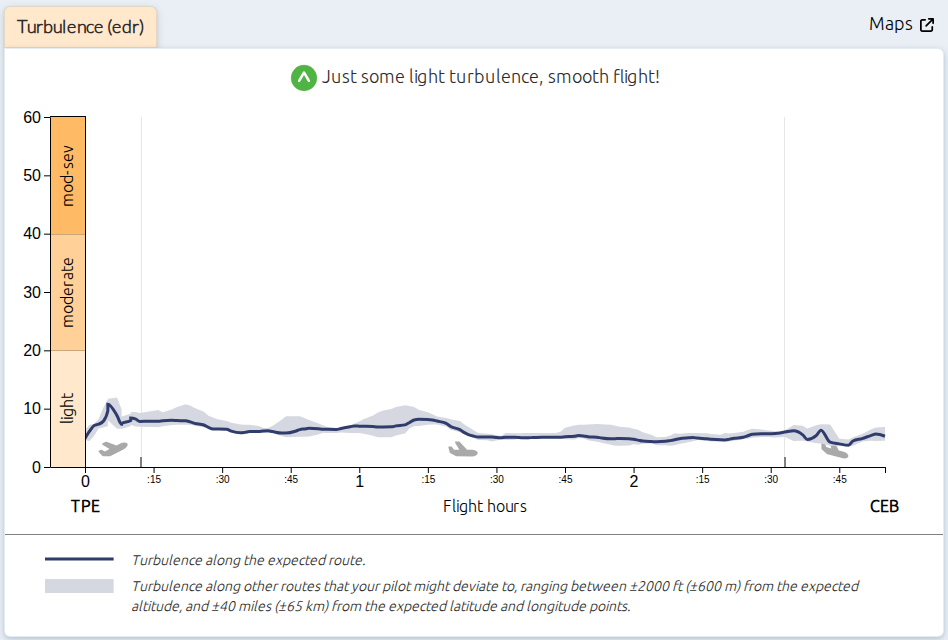 Turbulence (edr)
Maps
Just some light turbulence, smooth flight!
60
50
40
30
20
10
0
mod-sev
moderate
light
0 :15 :30 :45 1 :15 :30 :45 2 :15 :30 :45
TPE Flight hours CEB
Turbulence along the expected route.
Turbulence along other routes that your pilot might deviate to, ranging between ±2000 ft (±600 m) from the expected
altitude, and ±40 miles (±65 km) from the expected latitude and longitude points.